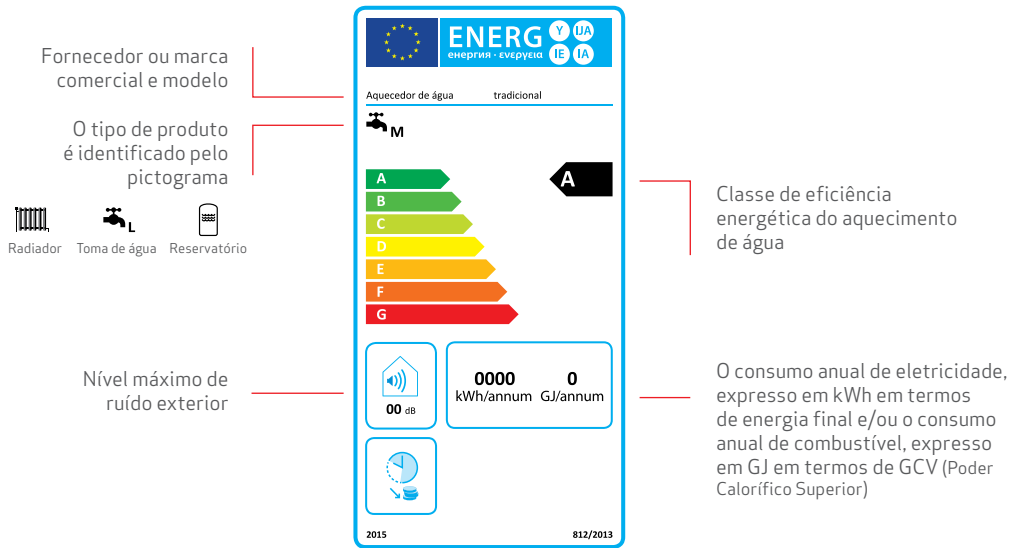 Fornecedor ou marca
comercial e modelo
O tipo de produto
é identificado pelo
pictograma
L
Radiador Toma de água Reservatório
Nível máximo de
ruído exterior
ENERG Y IJA
енергия · ενεργεια IE IA
Aquecedor de água tradicional
M
A
A
B
C
D
E
F
G
00 dB
0000 0
kWh/annum GJ/annum
2015 812/2013
Classe de eficiência
energética do aquecimento
de água
O consumo anual de eletricidade,
expresso em kWh em termos
de energia final e/ou o consumo
anual de combustível, expresso
em GJ em termos de GCV (Poder
Calorífico Superior)